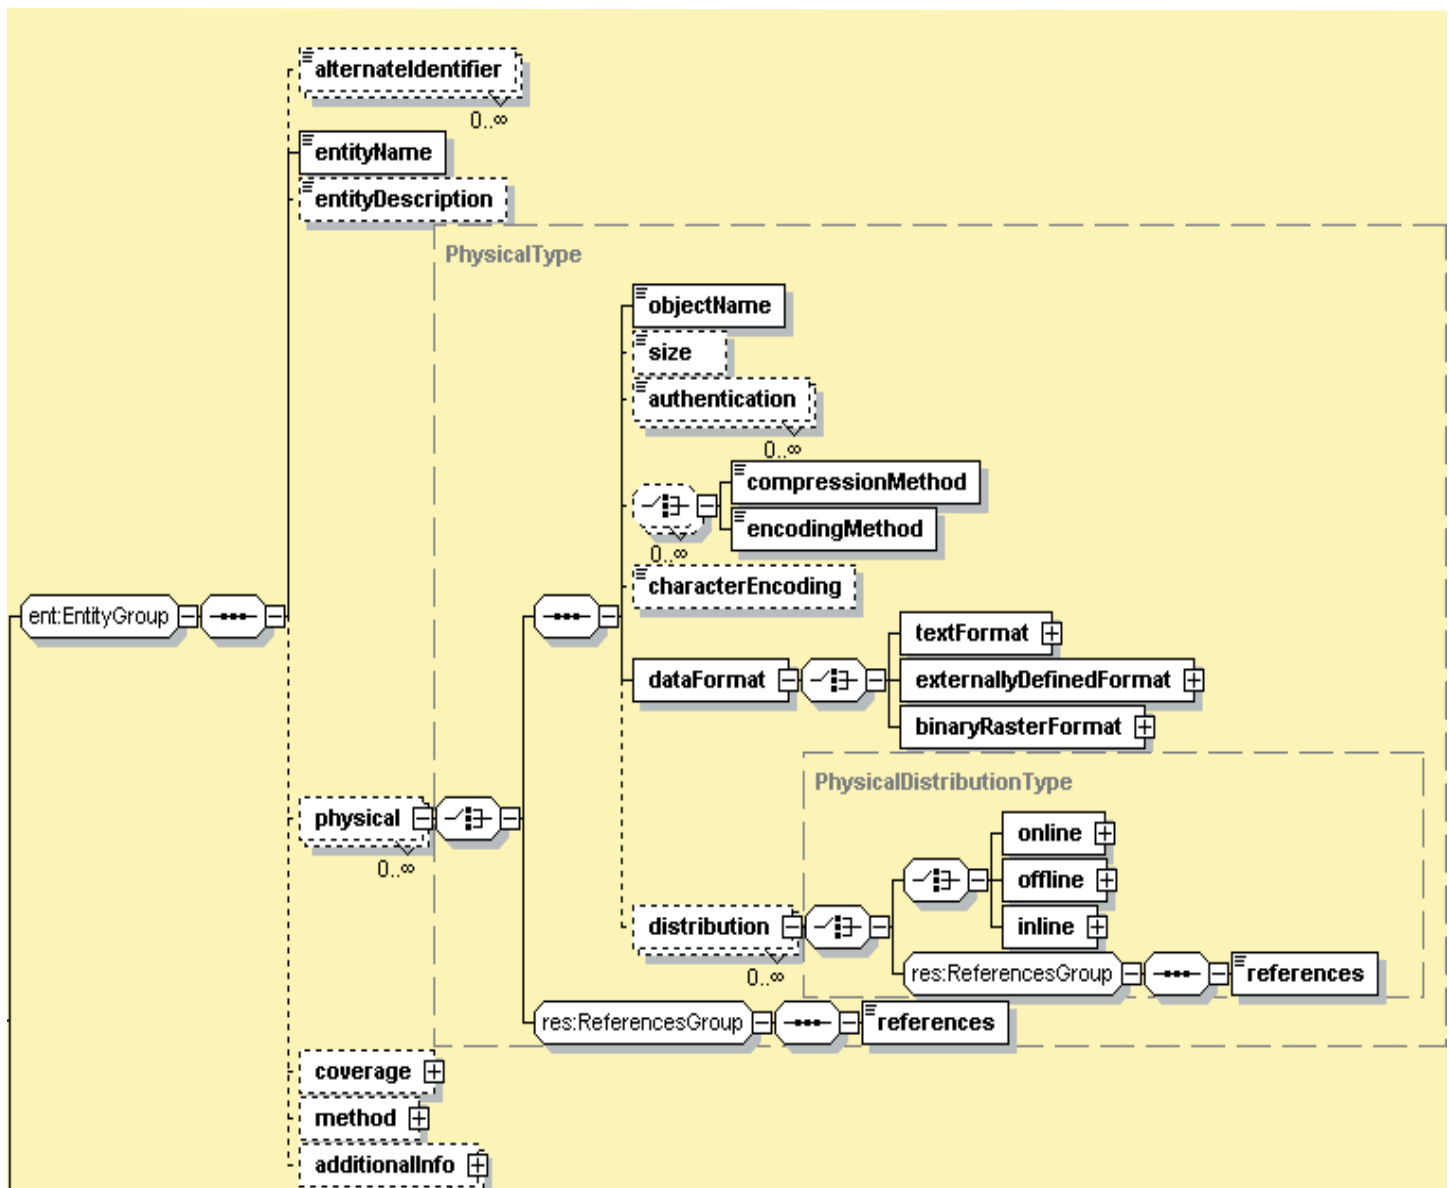 alternateIdentifier
0..∞
entityName
entityDescription
PhysicalType
objectName
size
authentication
0..∞
compressionMethod
encodingMethod
0..∞
characterEncoding
ent:EntityGroup
textFormat
dataFormat
externallyDefinedFormat
binaryRasterFormat
PhysicalDistributionType
physical
0..∞
online
offline
inline
distribution
0..∞
res:ReferencesGroup
references
res:ReferencesGroup
references
coverage
method
additionalInfo